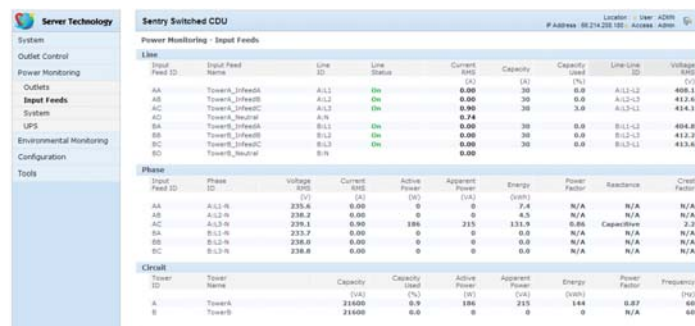 Server Technology
Sentry Switched CDU
Location : User : ADMN
IP Address : Access : Admin
System
Outlet Control
Power Monitoring
Outlets
Input Feeds
System
UPS
Environmental Monitoring
Configuration
Tools
Power Monitoring - Input Feeds
Line
Input Feed ID Input Feed Name Line ID Line Status Current RMS Capacity Capacity Used Line-Line ID Voltage RMS
(A) (A) (%) (V)
AA TowerA_InfeedA A:L1 On 0.00 30 0.0 A:L1-L2 408.1
AB TowerA_InfeedB A:L2 On 0.00 30 0.0 A:L2-L3 412.6
AC TowerA_InfeedC A:L3 On 0.90 30 3.0 A:L3-L1 414.1
AD TowerA_Neutral A:N 0.74
BA TowerB_InfeedA B:L1 On 0.00 30 0.0 B:L1-L2 404.8
BB TowerB_InfeedB B:L2 On 0.00 30 0.0 B:L2-L3 412.2
BC TowerB_InfeedC B:L3 On 0.00 30 0.0 B:L3-L1 413.6
BD TowerB_Neutral B:N 0.00
Phase
Input Feed ID Phase ID Voltage RMS Current RMS Active Power Apparent Power Energy Power Factor Reactance Crest Factor
(V) (A) (W) (VA) (kWh)
AA A:L1-N 235.6 0.00 0 0 7.4 N/A N/A N/A
AB A:L2-N 238.2 0.00 0 0 4.5 N/A N/A N/A
AC A:L3-N 239.1 0.90 186 215 131.9 0.86 Capacitive 2.2
BA B:L1-N 233.7 0.00 0 0 0.0 N/A N/A N/A
BB B:L2-N 238.0 0.00 0 0 0.0 N/A N/A N/A
BC B:L3-N 238.8 0.00 0 0 0.0 N/A N/A N/A
Circuit
Tower ID Tower Name Capacity Capacity Used Active Power Apparent Power Energy Power Factor Frequency
(VA) (%) (W) (VA) (kWh) (Hz)
A TowerA 21600 0.9 186 215 144 0.87 60
B TowerB 21600 0.0 0 0 0 N/A 60